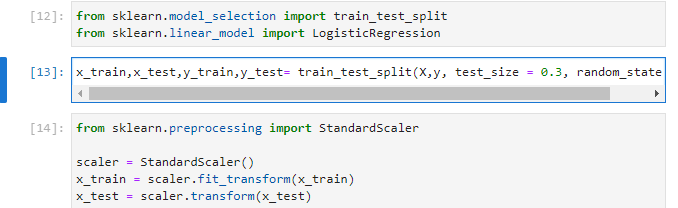 [12]: from sklearn.model_selection import train_test_split
from sklearn.linear_model import LogisticRegression
[13]: x_train,x_test,y_train,y_test= train_test_split(X,y, test_size = 0.3, random_state
[14]: from sklearn.preprocessing import StandardScaler
scaler = StandardScaler()
x_train = scaler.fit_transform(x_train)
x_test = scaler.transform(x_test)